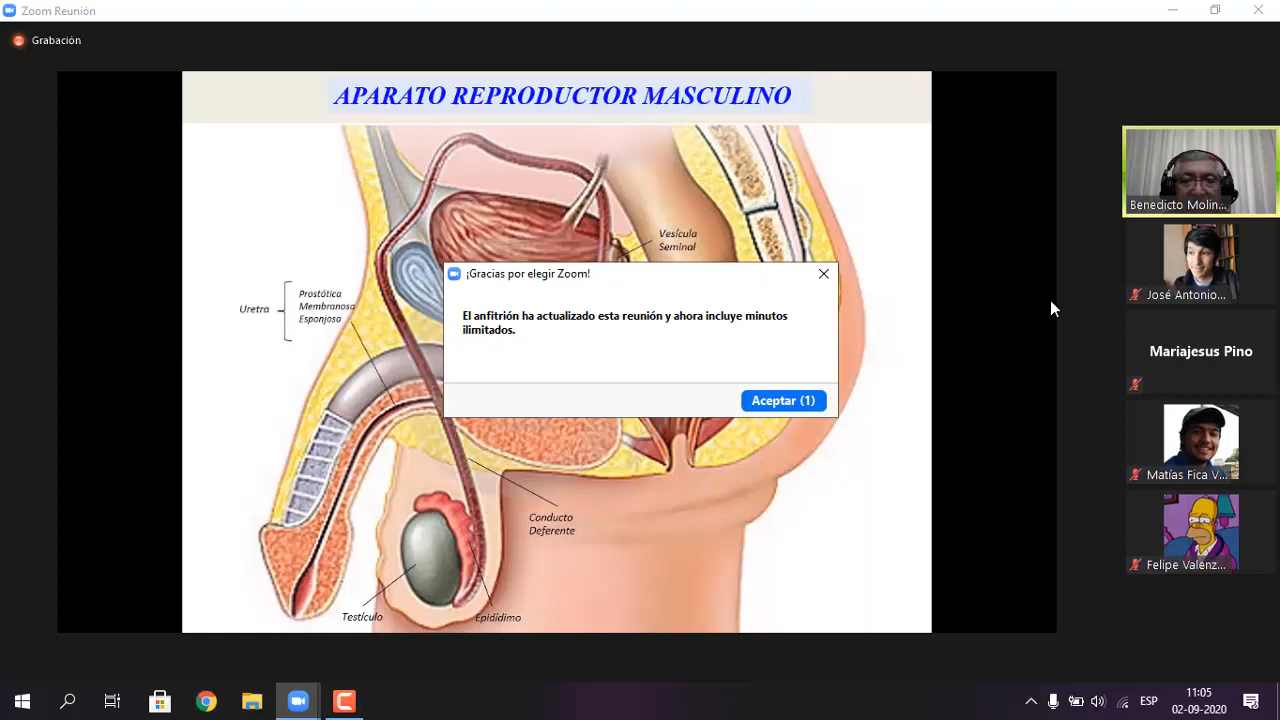 Zoom Reunión
Grabación
APARATO REPRODUCTOR MASCULINO
Vesícula
Seminal
Uretra
Prostática
Membranosa
Esponjosa
¡Gracias por elegir Zoom!
El anfitrión ha actualizado esta reunión y ahora incluye minutos
ilimitados.
Aceptar (1)
Conducto
Deferente
Testículo
Epidídimo
Benedicto Molin...
José Antonio...
Mariajesus Pino
Matías Fica V...
Felipe Valenz...
ESP
11:05
02-09-2020